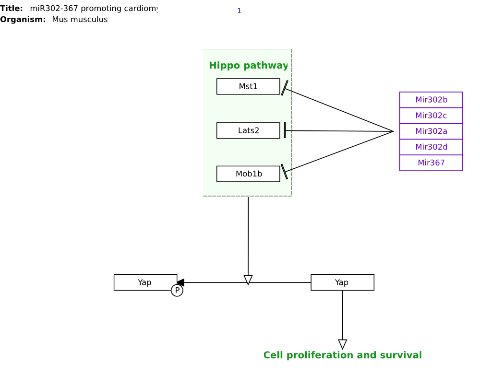 Title: miR302-367 promoting cardiomy
Organism: Mus musculus
1
Hippo pathway
Mst1
Lats2
Mob1b
Mir302b
Mir302c
Mir302a
Mir302d
Mir367
Yap
P
Yap
Cell proliferation and survival